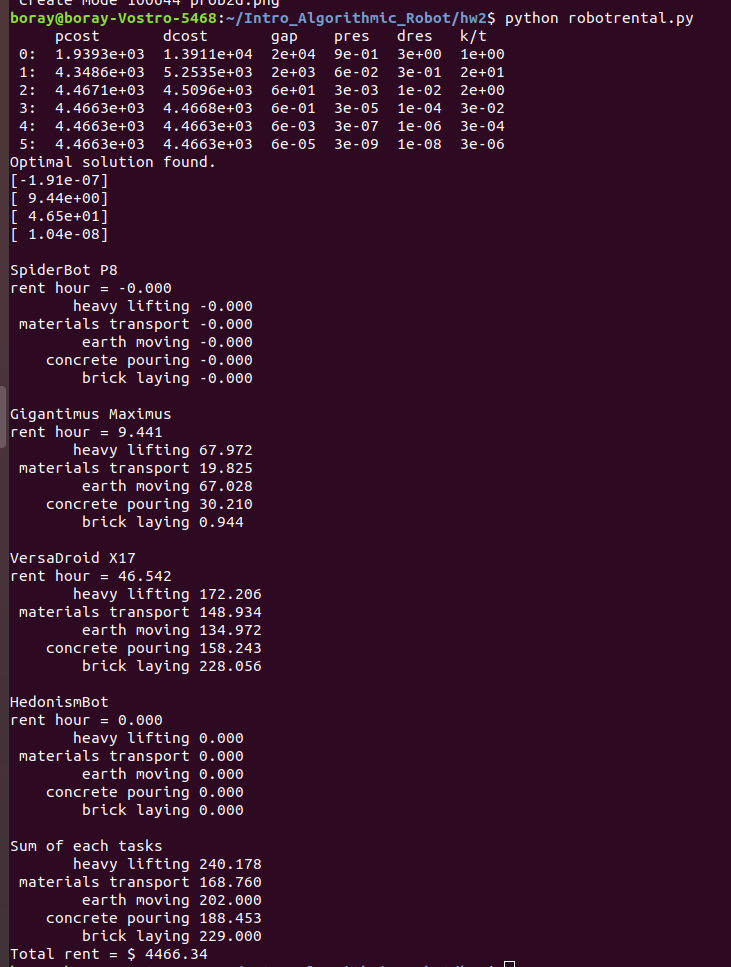 create mode 100644 prob2d.png
boray@boray-Vostro-5468:~/Intro_Algorithmic_Robot/hw2$ python robotrental.py
     pcost       dcost       gap    pres   dres   k/t
 0:  1.9393e+03  1.3911e+04  2e+04  9e-01  3e+00  1e+00
 1:  4.3486e+03  5.2535e+03  2e+03  6e-02  3e-01  2e+01
 2:  4.4671e+03  4.5096e+03  6e+01  3e-03  1e-02  2e+00
 3:  4.4663e+03  4.4668e+03  6e-01  3e-05  1e-04  3e-02
 4:  4.4663e+03  4.4663e+03  6e-03  3e-07  1e-06  3e-04
 5:  4.4663e+03  4.4663e+03  6e-05  3e-09  1e-08  3e-06
Optimal solution found.
[-1.91e-07]
[ 9.44e+00]
[ 4.65e+01]
[ 1.04e-08]

SpiderBot P8
rent hour = -0.000
       heavy lifting -0.000
 materials transport -0.000
        earth moving -0.000
    concrete pouring -0.000
        brick laying -0.000

Gigantimus Maximus
rent hour = 9.441
       heavy lifting 67.972
 materials transport 19.825
        earth moving 67.028
    concrete pouring 30.210
        brick laying 0.944

VersaDroid X17
rent hour = 46.542
       heavy lifting 172.206
 materials transport 148.934
        earth moving 134.972
    concrete pouring 158.243
        brick laying 228.056

HedonismBot
rent hour = 0.000
       heavy lifting 0.000
 materials transport 0.000
        earth moving 0.000
    concrete pouring 0.000
        brick laying 0.000

Sum of each tasks
       heavy lifting 240.178
 materials transport 168.760
        earth moving 202.000
    concrete pouring 188.453
        brick laying 229.000
Total rent = $ 4466.34